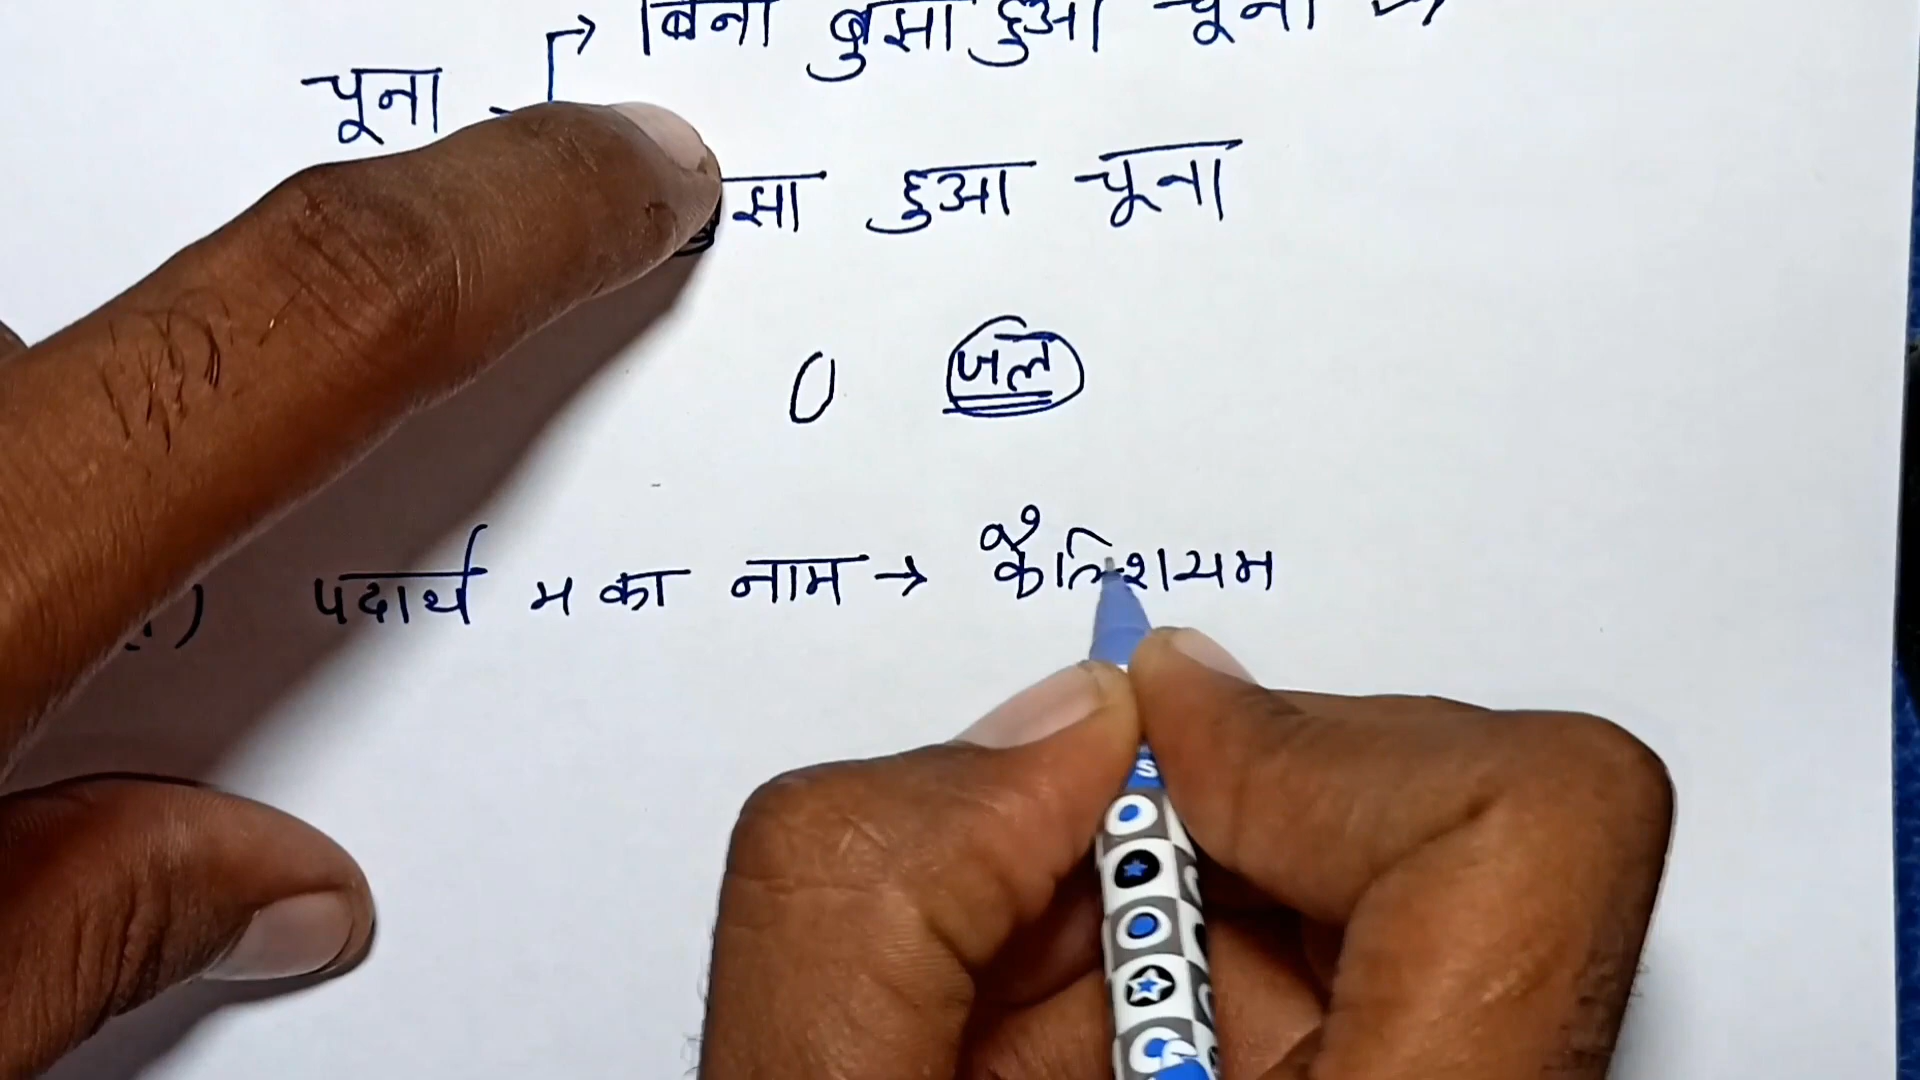 बिना बुसा हुआ चूना
चूना
सा हुआ चूना
0 जल
) पदार्थ म का नाम → कैल्शियम
S